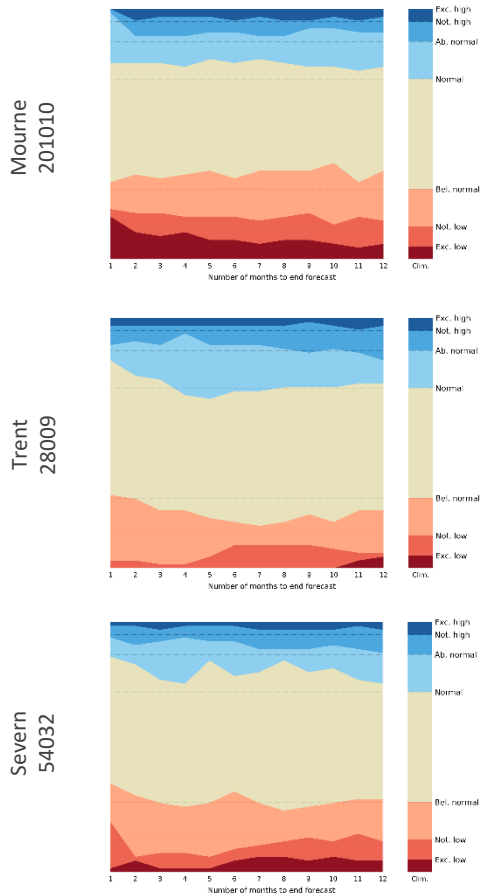 Mourne
201010
Exc. high
Not. high
Ab. normal
Normal
Bel. normal
Not. low
Exc. low
1 2 3 4 5 6 7 8 9 10 11 12 Clim.
Number of months to end forecast
Trent
28009
Exc. high
Not. high
Ab. normal
Normal
Bel. normal
Not. low
Exc. low
1 2 3 4 5 6 7 8 9 10 11 12 Clim.
Number of months to end forecast
Severn
54032
Exc. high
Not. high
Ab. normal
Normal
Bel. normal
Not. low
Exc. low
1 2 3 4 5 6 7 8 9 10 11 12 Clim.
Number of months to end forecast